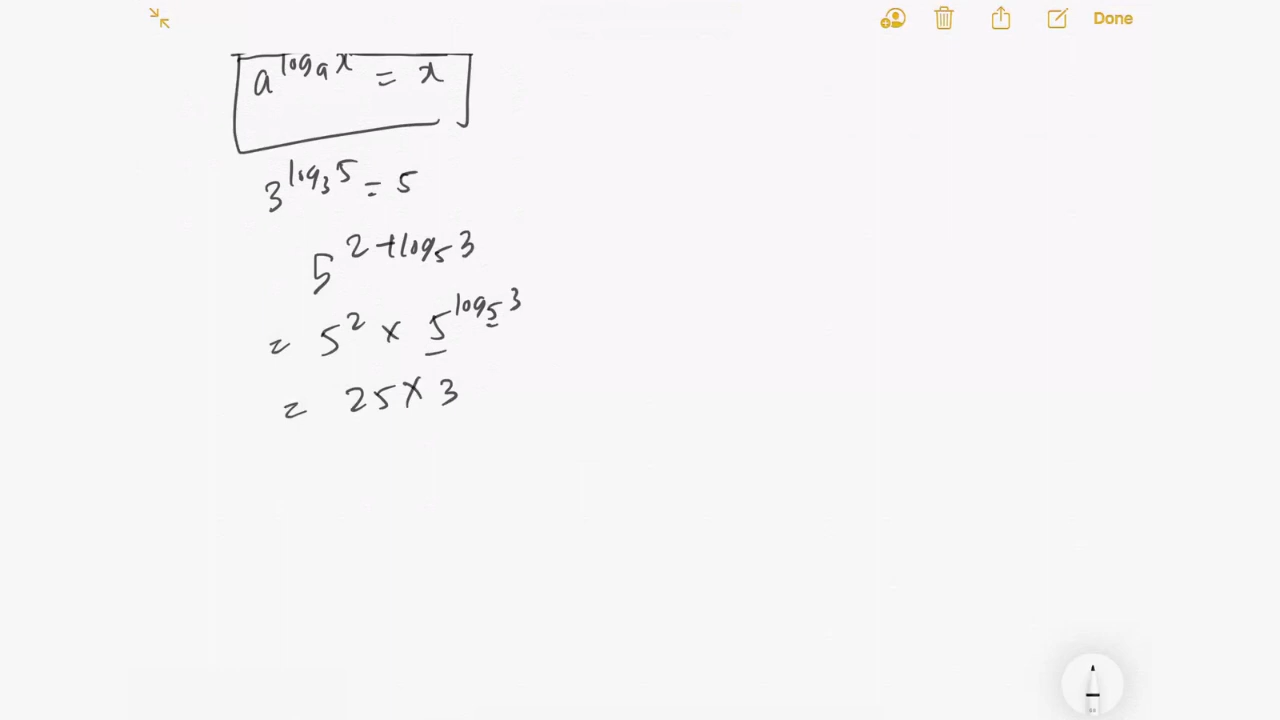 Done
a^{log_a x} = x
3^{log_3 5} = 5
5^{2+log_5 3}
= 5^2 × 5^{log_5 3}
= 25 × 3